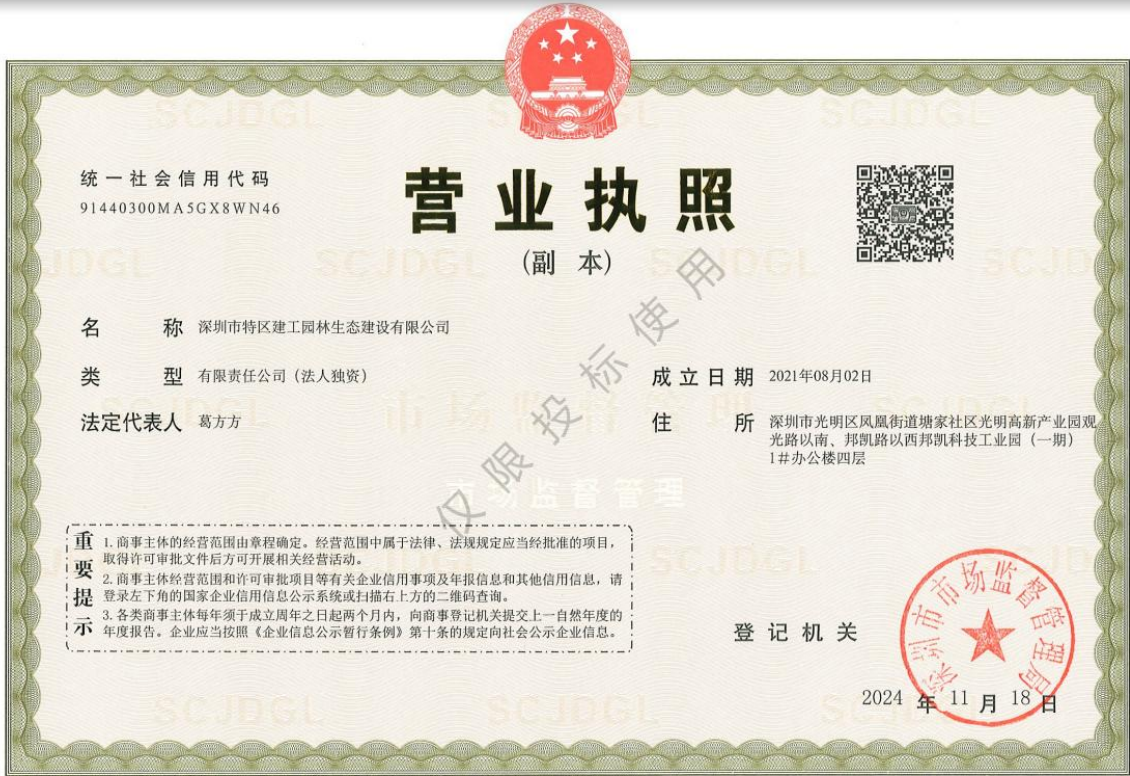 统一社会信用代码
91440300MA5GX8WN46
营业执照
(副 本)
名 称 深圳市特区建工园林生态建设有限公司
类 型 有限责任公司（法人独资）
法定代表人 葛方方
成立日期 2021年08月02日
住 所 深圳市光明区凤凰街道塘家社区光明高新产业园观
光路以南、邦凯路以西邦凯科技工业园（一期）
1＃办公楼四层
仅限投标使用
市场监督管理
市场监督管理
重要提示
1. 商事主体的经营范围由章程确定。经营范围中属于法律、法规规定应当经批准的项目，
取得许可审批文件后方可开展相关经营活动。
2. 商事主体经营范围和许可审批项目等有关企业信用事项及年报信息和其他信用信息，请
登录左下角的国家企业信用信息公示系统或扫描右上方的二维码查询。
3. 各类商事主体每年须于成立周年之日起两个月内，向商事登记机关提交上一自然年度的
年度报告。企业应当按照《企业信息公示暂行条例》第十条的规定向社会公示企业信息。
登记机关
深圳市市场监督管理局
2024 年 11 月 18 日
SCJDGL
SCJDGL
SCJDGL
SCJDGL
SCJDGL
SCJDGL
SCJDGL